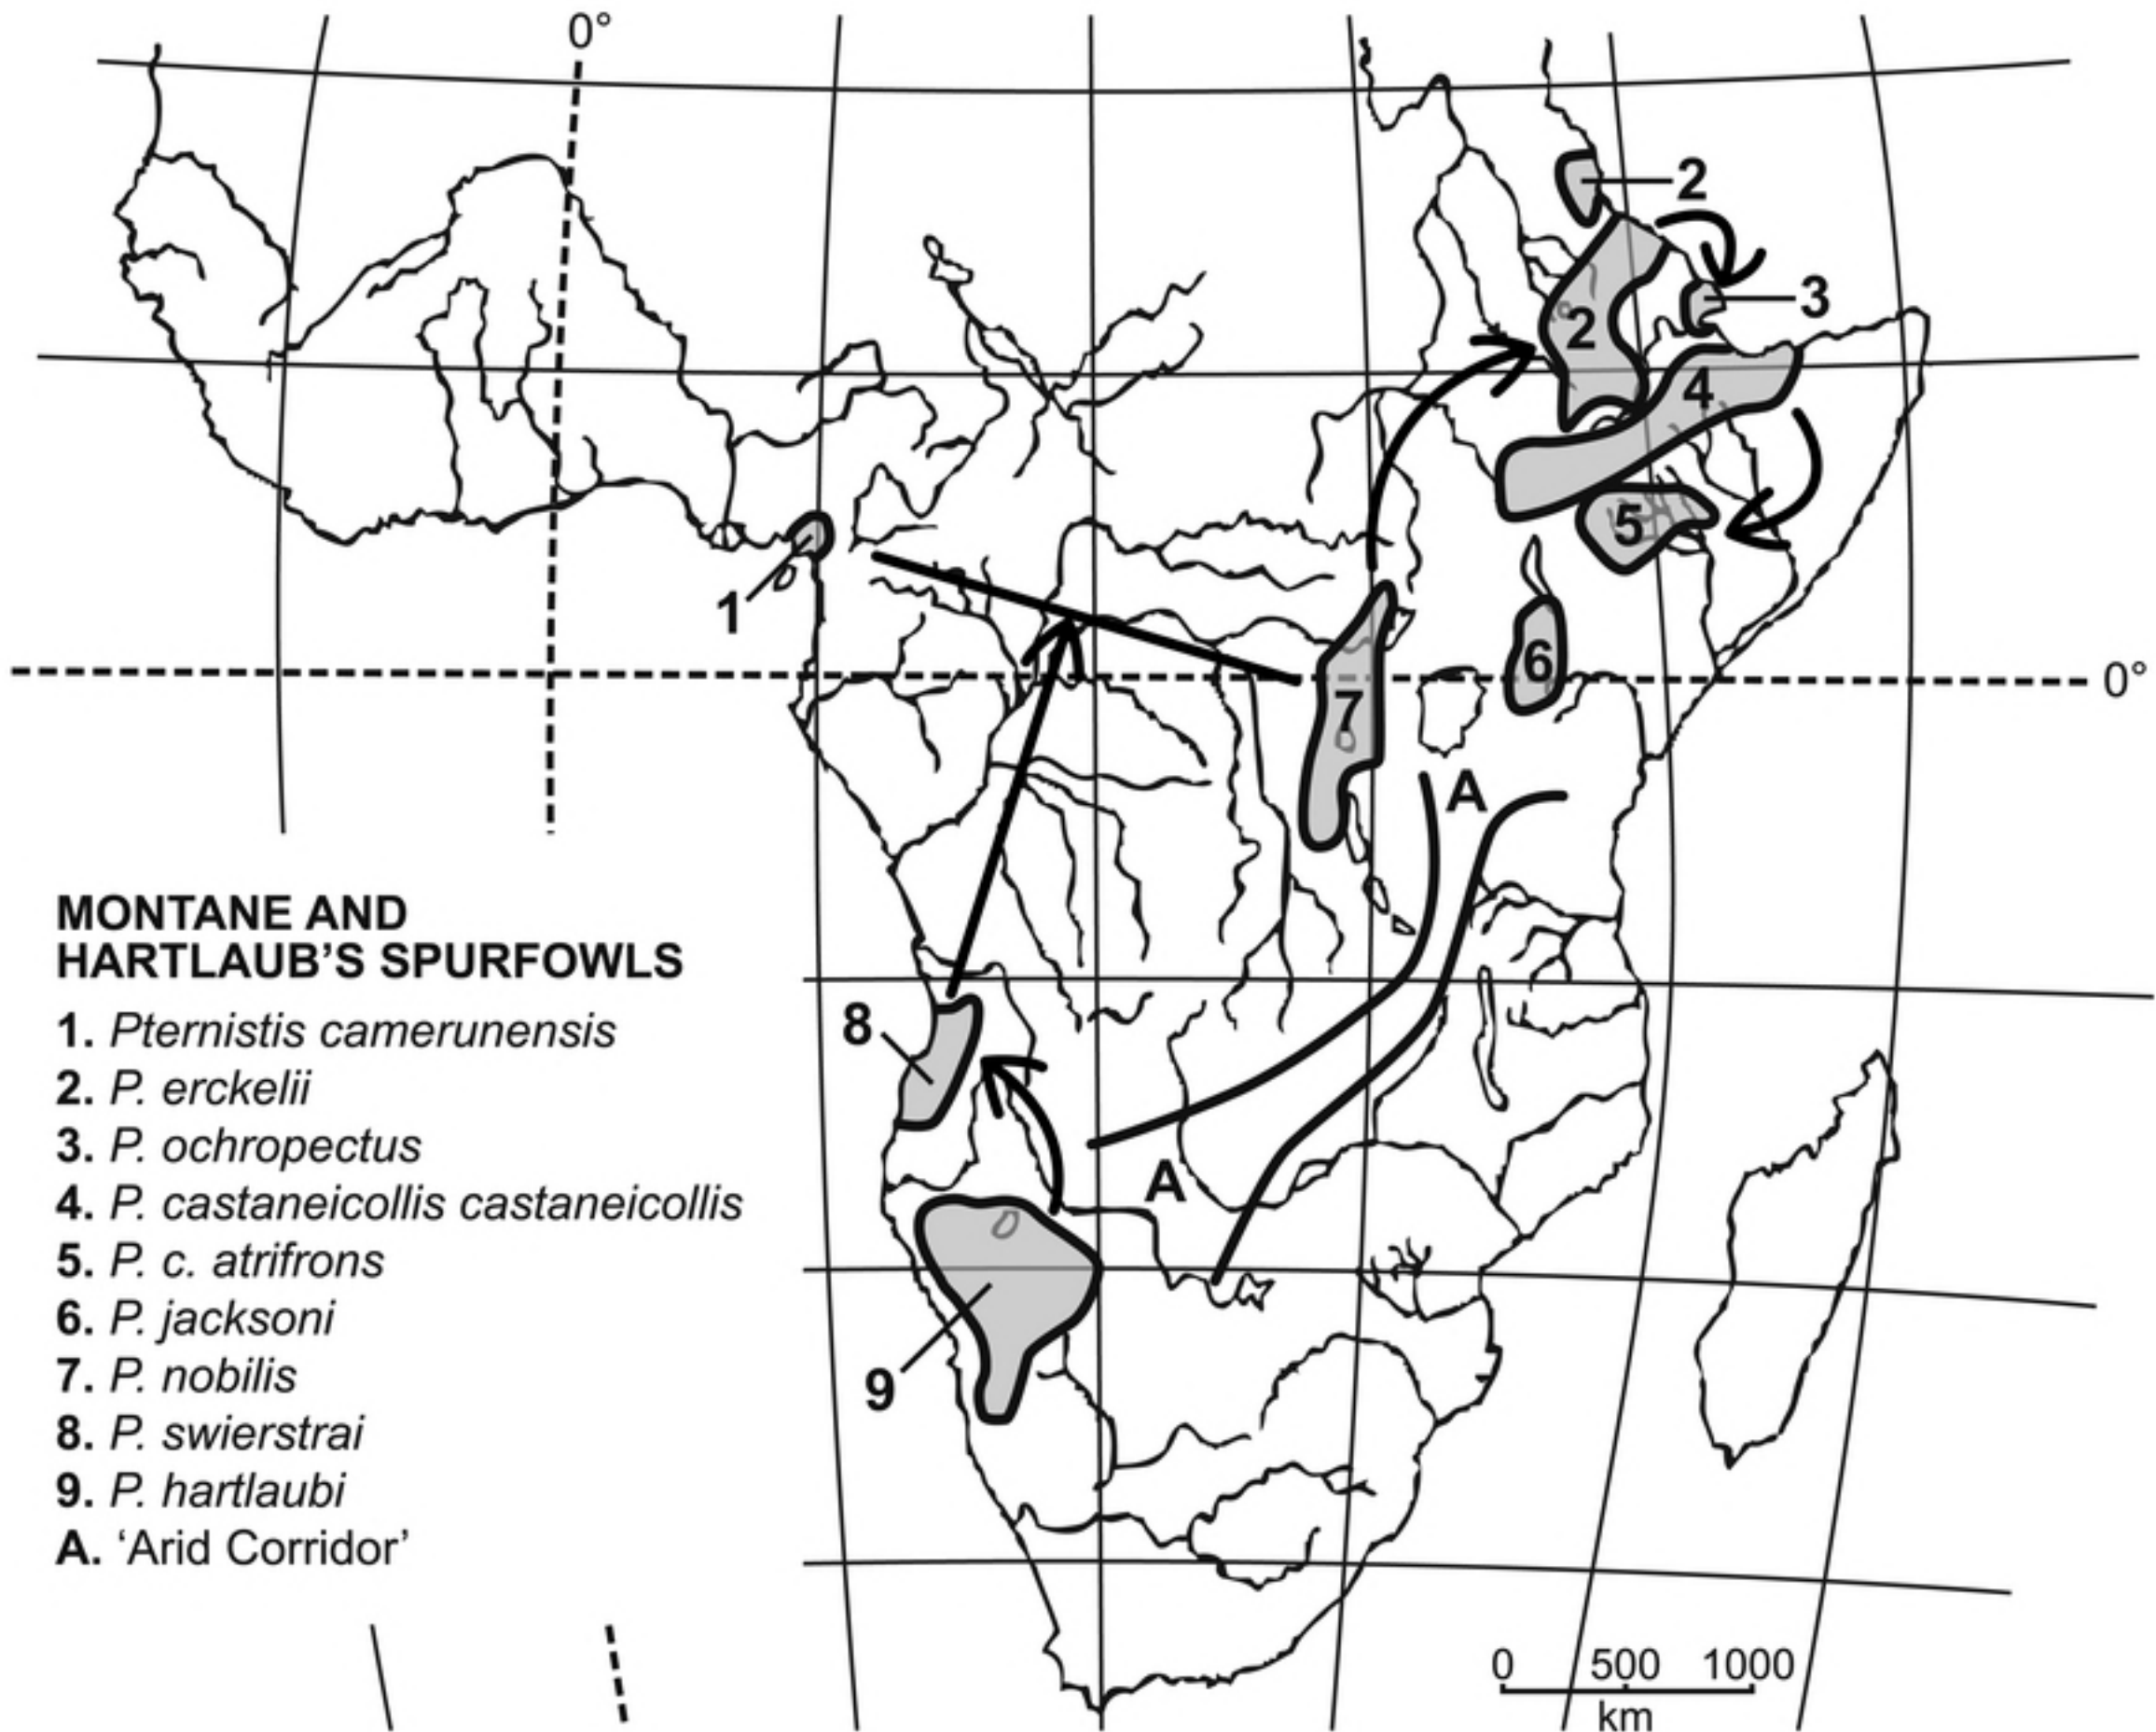 0°
2
3
2
4
5
1
6
0°
7
A
MONTANE AND
HARTLAUB'S SPURFOWLS
1. Pternistis camerunensis
2. P. erckelii
3. P. ochropectus
4. P. castaneicollis castaneicollis
5. P. c. atrifrons
6. P. jacksoni
7. P. nobilis
8. P. swierstrai
9. P. hartlaubi
A. ‘Arid Corridor’
8
A
9
0 500 1000
km